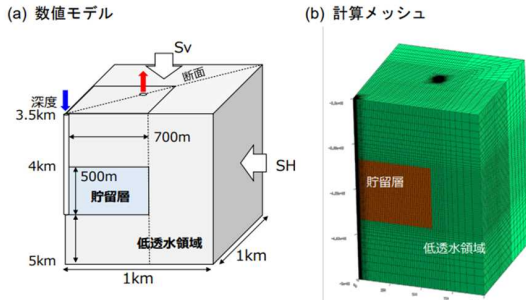 (a) 数値モデル
Sv
断面
深度
3.5km
700m
4km
500m
貯留層
SH
低透水領域
5km
1km
1km
(b) 計算メッシュ
貯留層
低透水領域